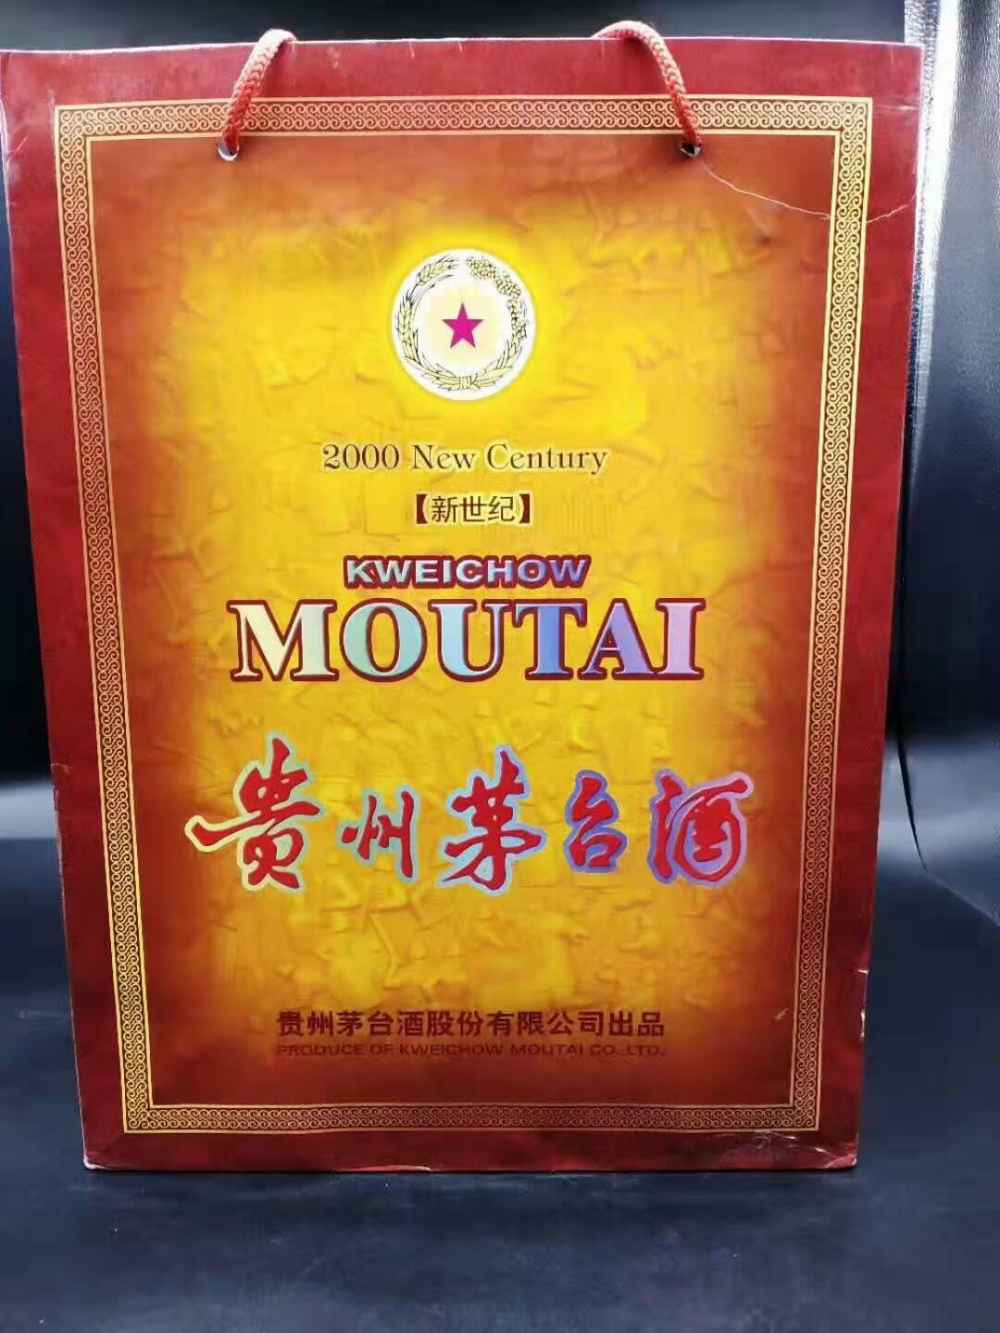 2000 New Century
【新世纪】
KWEICHOW
MOUTAI
贵州茅台酒
贵州茅台酒股份有限公司出品
PRODUCE OF KWEICHOW MOUTAI CO.,LTD.